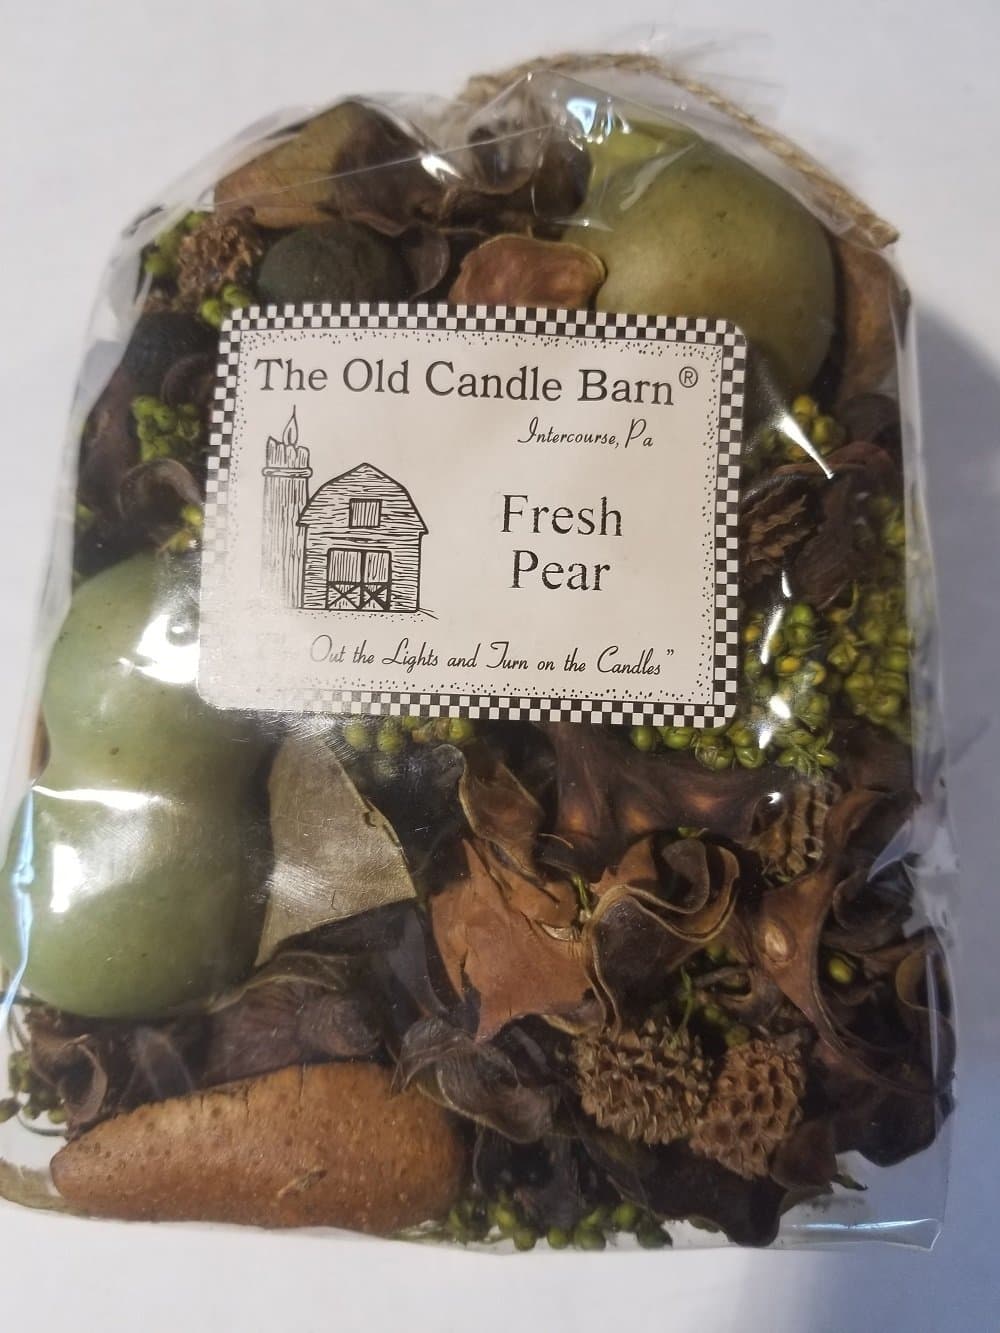 The Old Candle Barn®
Intercourse, Pa
Fresh
Pear
Out the Lights and Turn on the Candles"